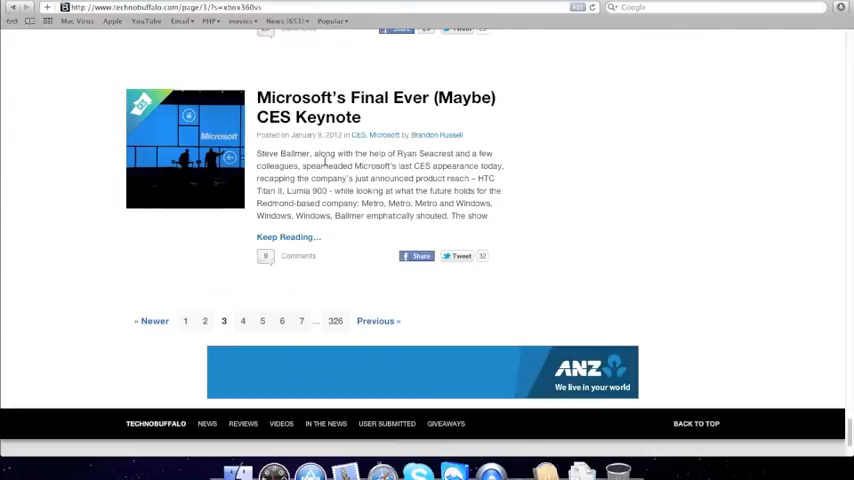 http://www.technobuffalo.com/page/3/?s=xbox360vs
RSS
Google
Mac Virus Apple YouTube Email PHP movies News (653) Popular
Comments Share Tweet
CES
Microsoft's Final Ever (Maybe)
CES Keynote
Posted on January 9, 2012 in CES, Microsoft by Brandon Russell
Microsoft
Steve Ballmer, along with the help of Ryan Seacrest and a few
colleagues, spearheaded Microsoft's last CES appearance today,
recapping the company's just announced product reach – HTC
Titan II, Lumia 900 - while looking at what the future holds for the
Redmond-based company; Metro, Metro, Metro and Windows,
Windows, Windows, Ballmer emphatically shouted. The show
Keep Reading...
9 Comments Share Tweet 32
« Newer 1 2 3 4 5 6 7 ... 326 Previous »
ANZ
We live in your world
TECHNOBUFFALO NEWS REVIEWS VIDEOS IN THE NEWS USER SUBMITTED GIVEAWAYS BACK TO TOP